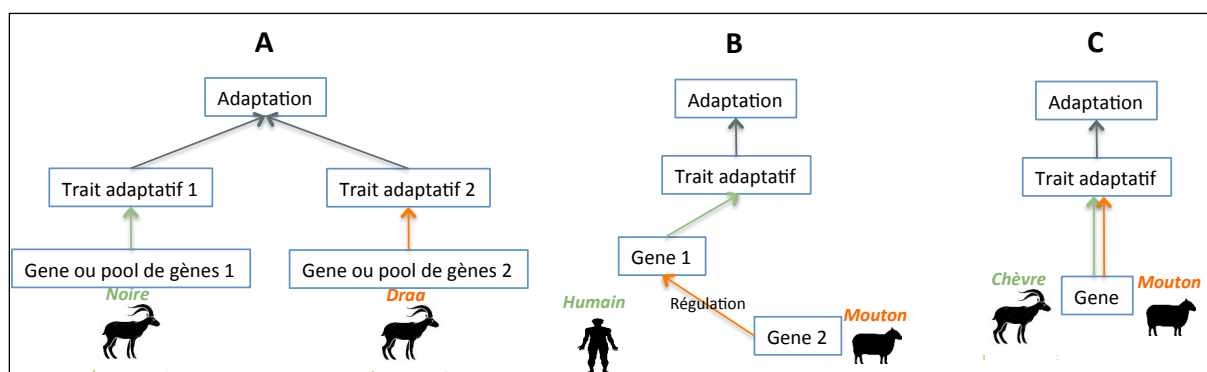 A
Adaptation
Trait adaptatif 1
Trait adaptatif 2
Gene ou pool de gènes 1
Gene ou pool de gènes 2
Noire
Draa
B
Adaptation
Trait adaptatif
Gene 1
Régulation
Humain
Gene 2
Mouton
C
Adaptation
Trait adaptatif
Chèvre
Gene
Mouton